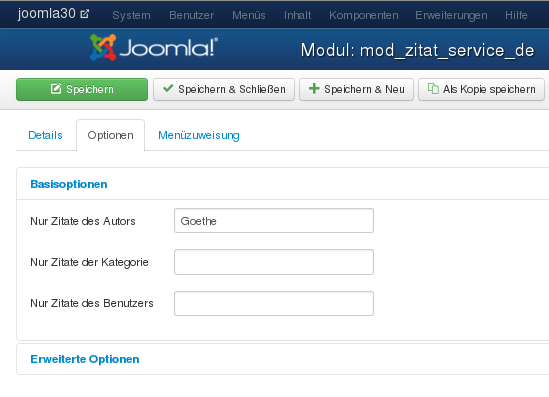 joomla30 System Benutzer Menüs Inhalt Komponenten Erweiterungen Hilfe
Joomla!® Modul: mod_zitat_service_de
Speichern Speichern & Schließen Speichern & Neu Als Kopie speichern
Details Optionen Menüzuweisung
Basisoptionen
Nur Zitate des Autors Goethe
Nur Zitate der Kategorie
Nur Zitate des Benutzers
Erweiterte Optionen